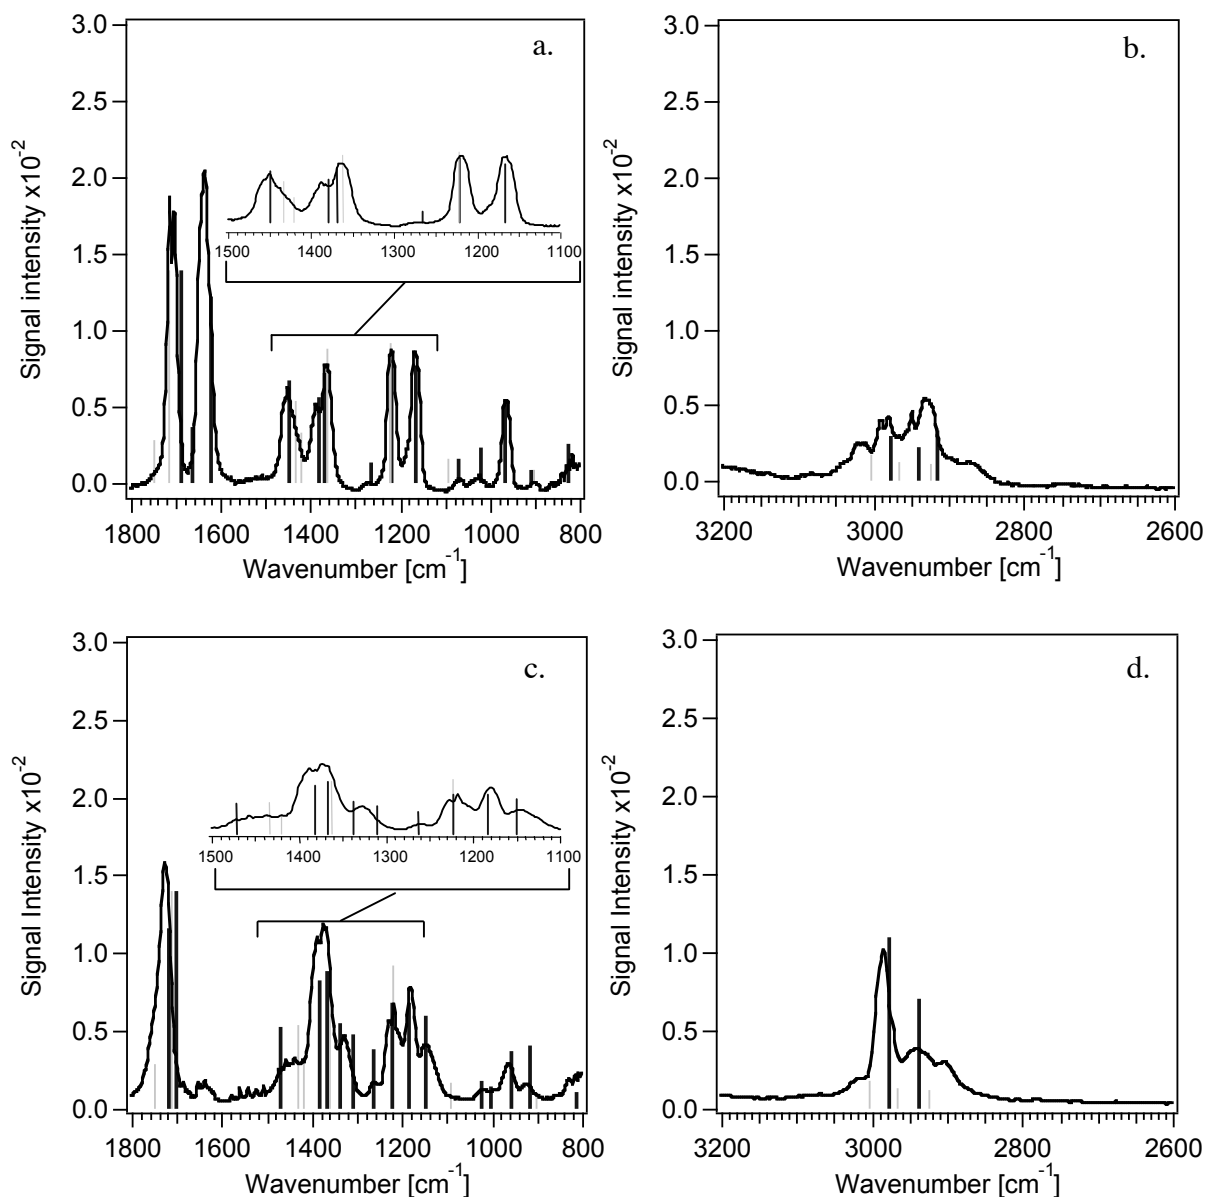 a.
Signal intensity x10⁻²
3.0
2.5
2.0
1.5
1.0
0.5
0.0
1500 1400 1300 1200 1100
1800 1600 1400 1200 1000 800
Wavenumber [cm⁻¹]
b.
Signal intensity x10⁻²
3.0
2.5
2.0
1.5
1.0
0.5
0.0
3200 3000 2800 2600
Wavenumber [cm⁻¹]
c.
Signal Intensity x10⁻²
3.0
2.5
2.0
1.5
1.0
0.5
0.0
1500 1400 1300 1200 1100
1800 1600 1400 1200 1000 800
Wavenumber [cm⁻¹]
d.
Signal Intensity x10⁻²
3.0
2.5
2.0
1.5
1.0
0.5
0.0
3200 3000 2800 2600
Wavenumber [cm⁻¹]